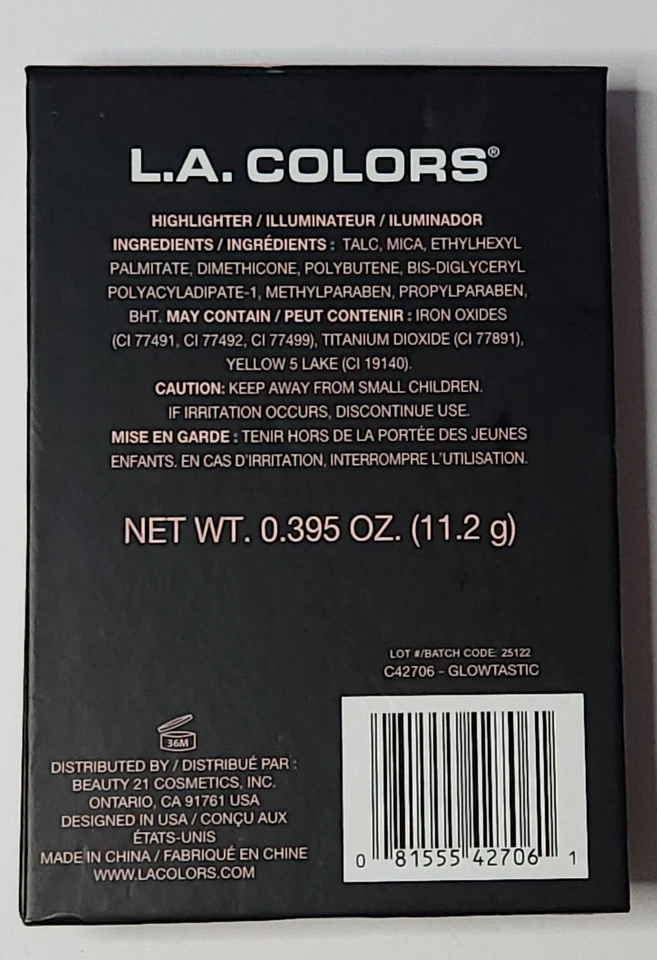 L.A. COLORS®
HIGHLIGHTER / ILLUMINATEUR / ILUMINADOR
INGREDIENTS / INGRÉDIENTS : TALC, MICA, ETHYLHEXYL
PALMITATE, DIMETHICONE, POLYBUTENE, BIS-DIGLYCERYL
POLYACYLADIPATE-1, METHYLPARABEN, PROPYLPARABEN,
BHT. MAY CONTAIN / PEUT CONTENIR : IRON OXIDES
(CI 77491, CI 77492, CI 77499), TITANIUM DIOXIDE (CI 77891),
YELLOW 5 LAKE (CI 19140).
CAUTION: KEEP AWAY FROM SMALL CHILDREN.
IF IRRITATION OCCURS, DISCONTINUE USE.
MISE EN GARDE : TENIR HORS DE LA PORTÉE DES JEUNES
ENFANTS. EN CAS D'IRRITATION, INTERROMPRE L'UTILISATION.
NET WT. 0.395 OZ. (11.2 g)
LOT #/BATCH CODE: 25122
C42706 - GLOWTASTIC
36M
DISTRIBUTED BY / DISTRIBUÉ PAR :
BEAUTY 21 COSMETICS, INC.
ONTARIO, CA 91761 USA
DESIGNED IN USA / CONÇU AUX
ÉTATS-UNIS
MADE IN CHINA / FABRIQUÉ EN CHINE
WWW.LACOLORS.COM
0 81555 42706 1